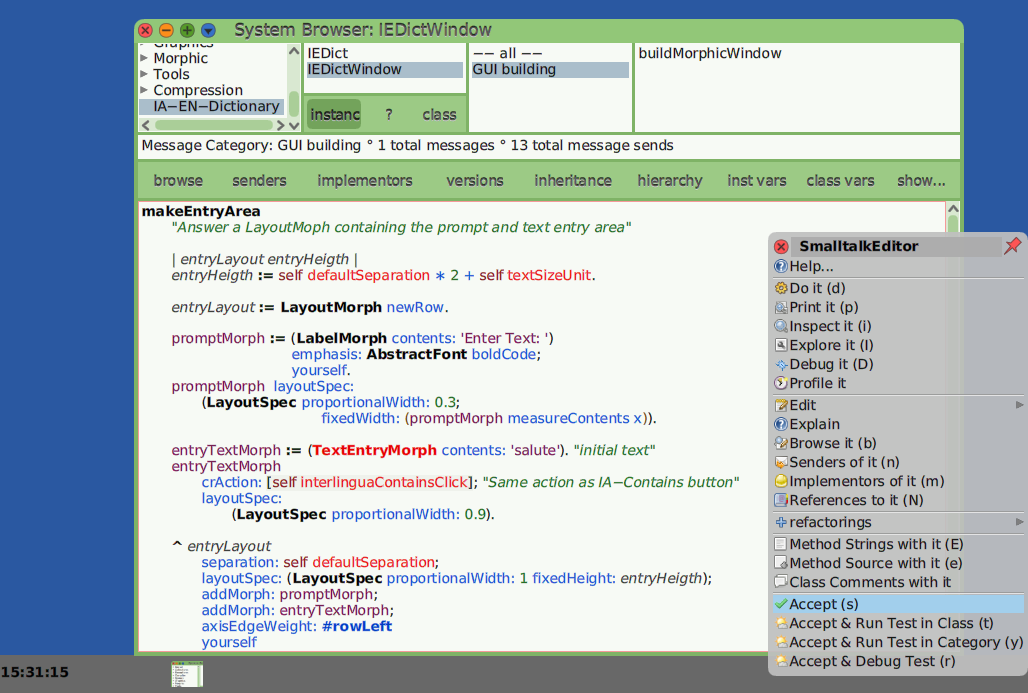 System Browser: IEDictWindow
Graphics
Morphic
Tools
Compression
IA−EN−Dictionary
IEDict
IEDictWindow
instanc ? class
−− all −−
GUI building
buildMorphicWindow
Message Category: GUI building ° 1 total messages ° 13 total message sends
browse senders implementors versions inheritance hierarchy inst vars class vars show...
makeEntryArea
"Answer a LayoutMoph containing the prompt and text entry area"
| entryLayout entryHeigth |
entryHeigth := self defaultSeparation * 2 + self textSizeUnit.
entryLayout := LayoutMorph newRow.
promptMorph := (LabelMorph contents: 'Enter Text: ')
emphasis: AbstractFont boldCode;
yourself.
promptMorph layoutSpec:
(LayoutSpec proportionalWidth: 0.3;
fixedWidth: (promptMorph measureContents x)).
entryTextMorph := (TextEntryMorph contents: 'salute'). "initial text"
entryTextMorph
crAction: [self interlinguaContainsClick]; "Same action as IA−Contains button"
layoutSpec:
(LayoutSpec proportionalWidth: 0.9).
^ entryLayout
separation: self defaultSeparation;
layoutSpec: (LayoutSpec proportionalWidth: 1 fixedHeight: entryHeigth);
addMorph: promptMorph;
addMorph: entryTextMorph;
axisEdgeWeight: #rowLeft
yourself
SmalltalkEditor
Help...
Do it (d)
Print it (p)
Inspect it (i)
Explore it (I)
Debug it (D)
Profile it
Edit
Explain
Browse it (b)
Senders of it (n)
Implementors of it (m)
References to it (N)
refactorings
Method Strings with it (E)
Method Source with it (e)
Class Comments with it
Accept (s)
Accept & Run Test in Class (t)
Accept & Run Test in Category (y)
Accept & Debug Test (r)
15:31:15